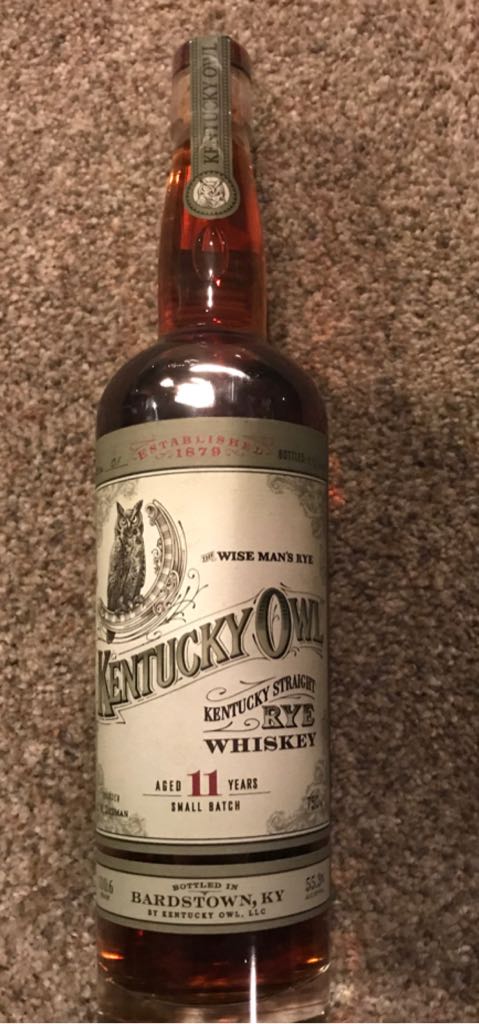 KENTUCKY OWL
ESTABLISHED
1879
BOTTLED
THE WISE MAN'S RYE
KENTUCKY OWL
KENTUCKY STRAIGHT
RYE
WHISKEY
AGED 11 YEARS
SMALL BATCH
BOTTLED IN
BARDSTOWN, KY
BY KENTUCKY OWL, LLC